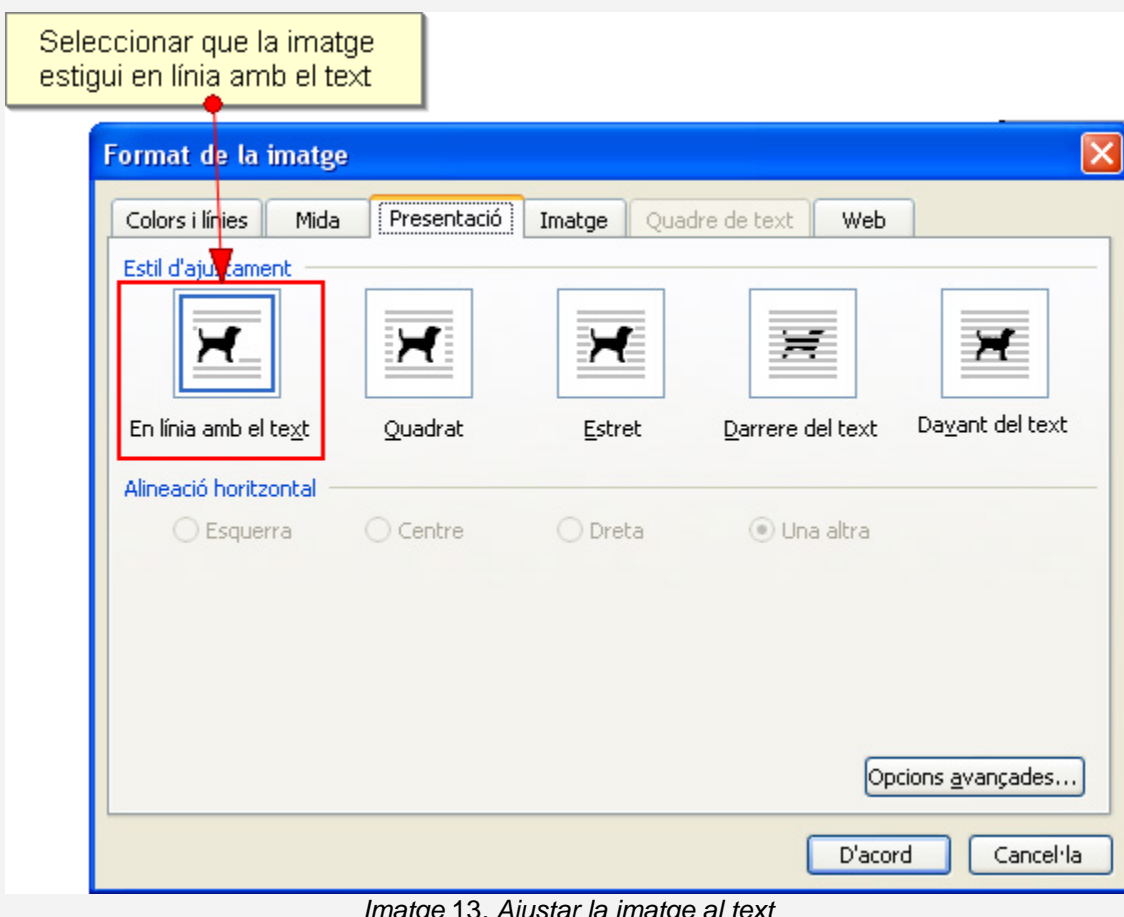 Seleccionar que la imatge
estigui en línia amb el text
Format de la imatge
Colors i línies Mida Presentació Imatge Quadre de text Web
Estil d'ajustament
En línia amb el text Quadrat Estret Darrere del text Davant del text
Alineació horitzontal
Esquerra Centre Dreta Una altra
Opcions avançades...
D'acord Cancel·la
Imatge 13. Ajustar la imatge al text